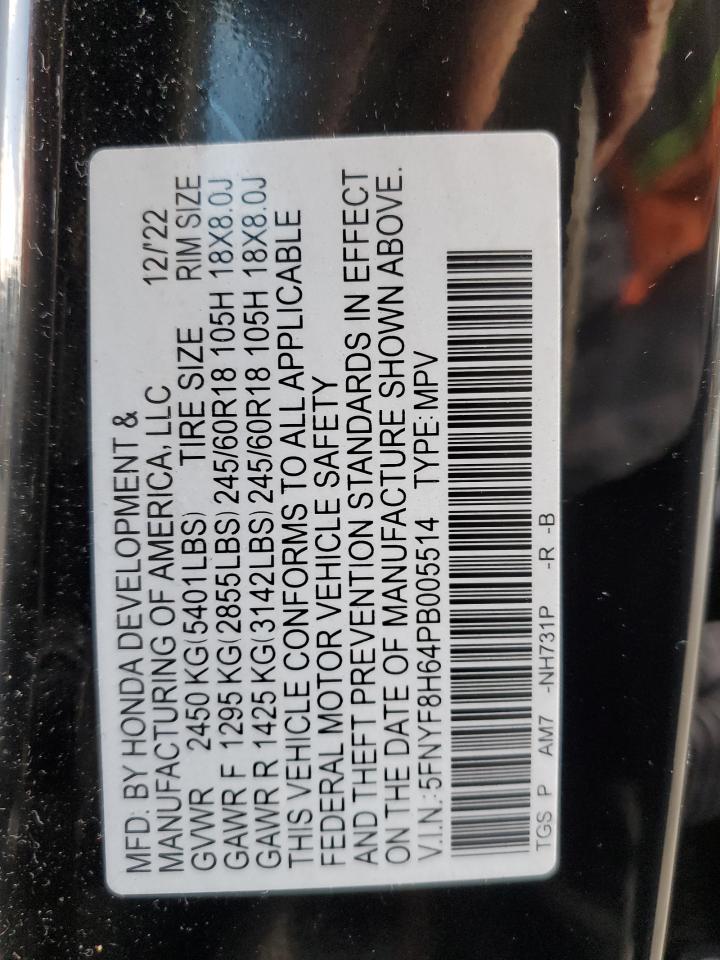 MFD. BY HONDA DEVELOPMENT &
MANUFACTURING OF AMERICA, LLC 12/'22
GVWR 2450 KG(5401LBS) TIRE SIZE RIM SIZE
GAWR F 1295 KG(2855LBS) 245/60R18 105H 18X8.0J
GAWR R 1425 KG(3142LBS) 245/60R18 105H 18X8.0J
THIS VEHICLE CONFORMS TO ALL APPLICABLE
FEDERAL MOTOR VEHICLE SAFETY
AND THEFT PREVENTION STANDARDS IN EFFECT
ON THE DATE OF MANUFACTURE SHOWN ABOVE.
V.I.N.:5FNYF8H64PB005514 TYPE:MPV
TGS P AM7 -NH731P -R -B